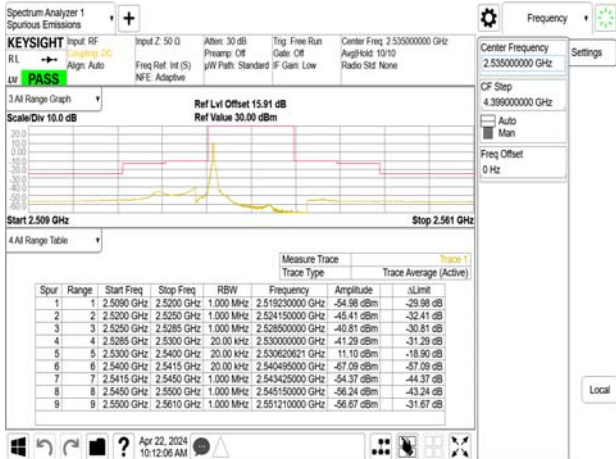 Spectrum Analyzer 1
Spurious Emissions
+
Frequency
KEYSIGHT Input: RF
RL
Coupling: DC
Align: Auto
LVI PASS
Input Z: 50 Ω
Freq Ref: Int (S)
NFE: Adaptive
Atten: 30 dB
Preamp: Off
µW Path: Standard
Trig: Free Run
Gate: Off
IF Gain: Low
Center Freq: 2.535000000 GHz
Avg|Hold: 10/10
Radio Std: None
Center Frequency
2.535000000 GHz
Settings
CF Step
4.399000000 GHz
Auto
Man
Freq Offset
0 Hz
Local
3 All Range Graph
Scale/Div 10.0 dB
Ref Lvl Offset 15.91 dB
Ref Value 30.00 dBm
20.0
10.0
0.00
-10.0
-20.0
-30.0
-40.0
-50.0
-60.0
Start 2.509 GHz
Stop 2.561 GHz
4 All Range Table
Measure Trace Trace 1
Trace Type Trace Average (Active)
Spur Range Start Freq Stop Freq RBW Frequency Amplitude ΔLimit
1 1 2.5090 GHz 2.5200 GHz 1.000 MHz 2.519230000 GHz -54.98 dBm -29.98 dB
2 2 2.5200 GHz 2.5250 GHz 1.000 MHz 2.524150000 GHz -45.41 dBm -32.41 dB
3 3 2.5250 GHz 2.5285 GHz 1.000 MHz 2.528500000 GHz -40.81 dBm -30.81 dB
4 4 2.5285 GHz 2.5300 GHz 20.00 kHz 2.530000000 GHz -41.29 dBm -31.29 dB
5 5 2.5300 GHz 2.5400 GHz 20.00 kHz 2.530620621 GHz 11.10 dBm -18.90 dB
6 6 2.5400 GHz 2.5415 GHz 20.00 kHz 2.540495000 GHz -67.09 dBm -57.09 dB
7 7 2.5415 GHz 2.5450 GHz 1.000 MHz 2.543425000 GHz -54.37 dBm -44.37 dB
8 8 2.5450 GHz 2.5500 GHz 1.000 MHz 2.545150000 GHz -56.24 dBm -43.24 dB
9 9 2.5500 GHz 2.5610 GHz 1.000 MHz 2.551210000 GHz -56.67 dBm -31.67 dB
?
Apr 22, 2024
10:12:06 AM